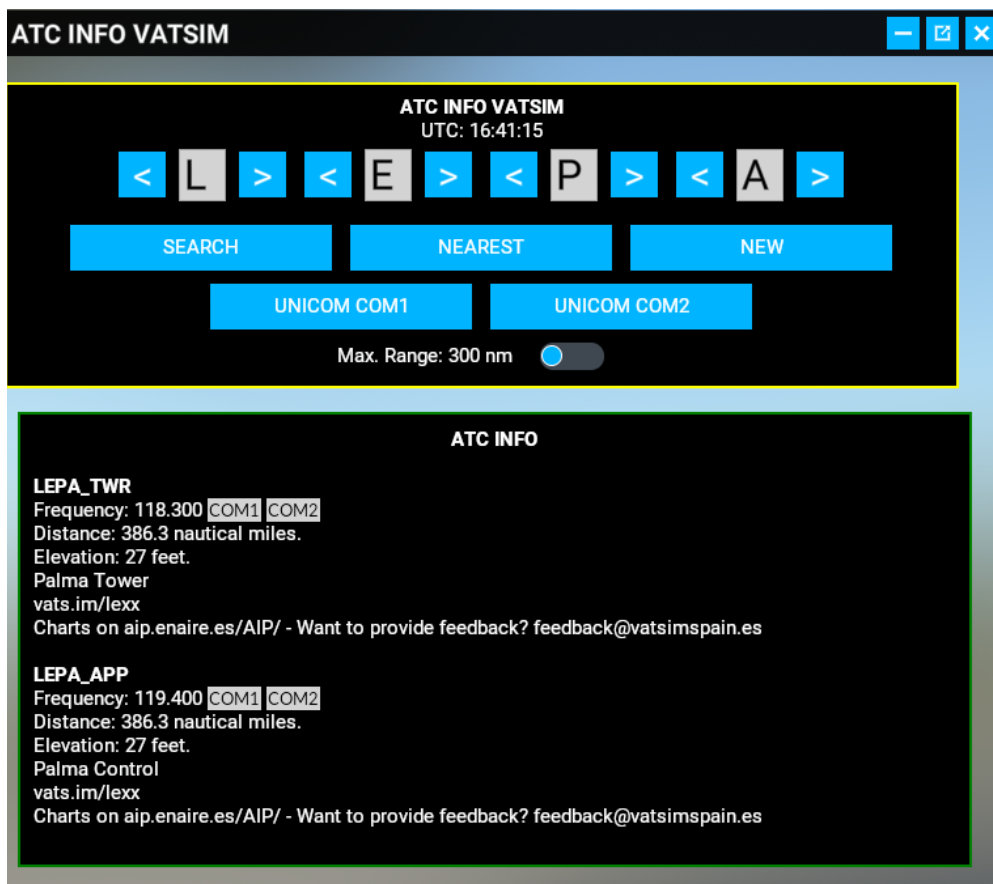 ATC INFO VATSIM
ATC INFO VATSIM
UTC: 16:41:15
< L > < E > < P > < A >
SEARCH NEAREST NEW
UNICOM COM1 UNICOM COM2
Max. Range: 300 nm
ATC INFO
LEPA_TWR
Frequency: 118.300 COM1 COM2
Distance: 386.3 nautical miles.
Elevation: 27 feet.
Palma Tower
vats.im/lexx
Charts on aip.enaire.es/AIP/ - Want to provide feedback? feedback@vatsimspain.es
LEPA_APP
Frequency: 119.400 COM1 COM2
Distance: 386.3 nautical miles.
Elevation: 27 feet.
Palma Control
vats.im/lexx
Charts on aip.enaire.es/AIP/ - Want to provide feedback? feedback@vatsimspain.es